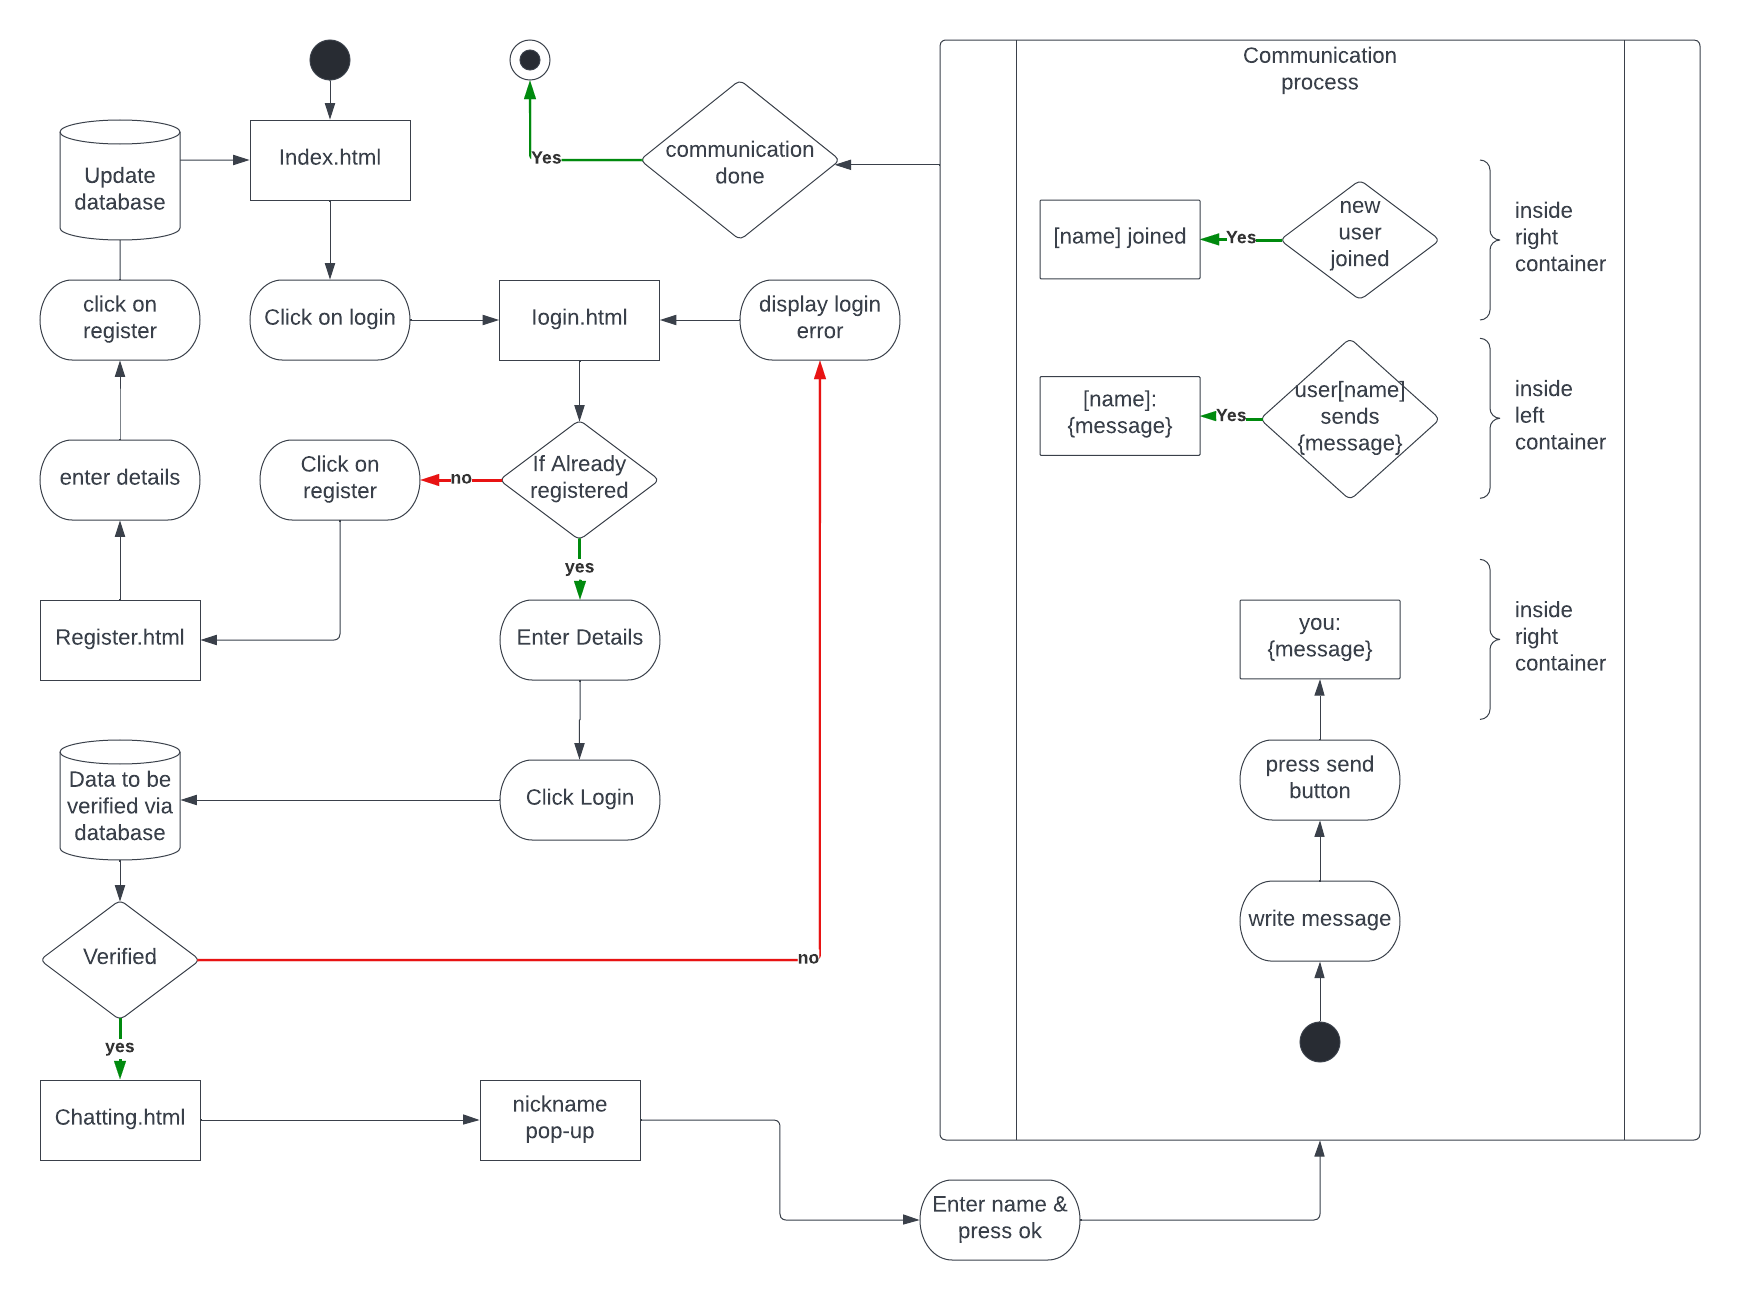 Communication
process
Index.html
Update
database
Yes
communication
done
[name] joined
Yes
new
user
joined
inside
right
container
click on
register
Click on login
login.html
display login
error
[name]:
{message}
Yes
user[name]
sends
{message}
inside
left
container
enter details
Click on
register
no
If Already
registered
yes
Register.html
Enter Details
you:
{message}
inside
right
container
Data to be
verified via
database
Click Login
press send
button
write message
Verified
no
yes
Chatting.html
nickname
pop-up
Enter name &
press ok